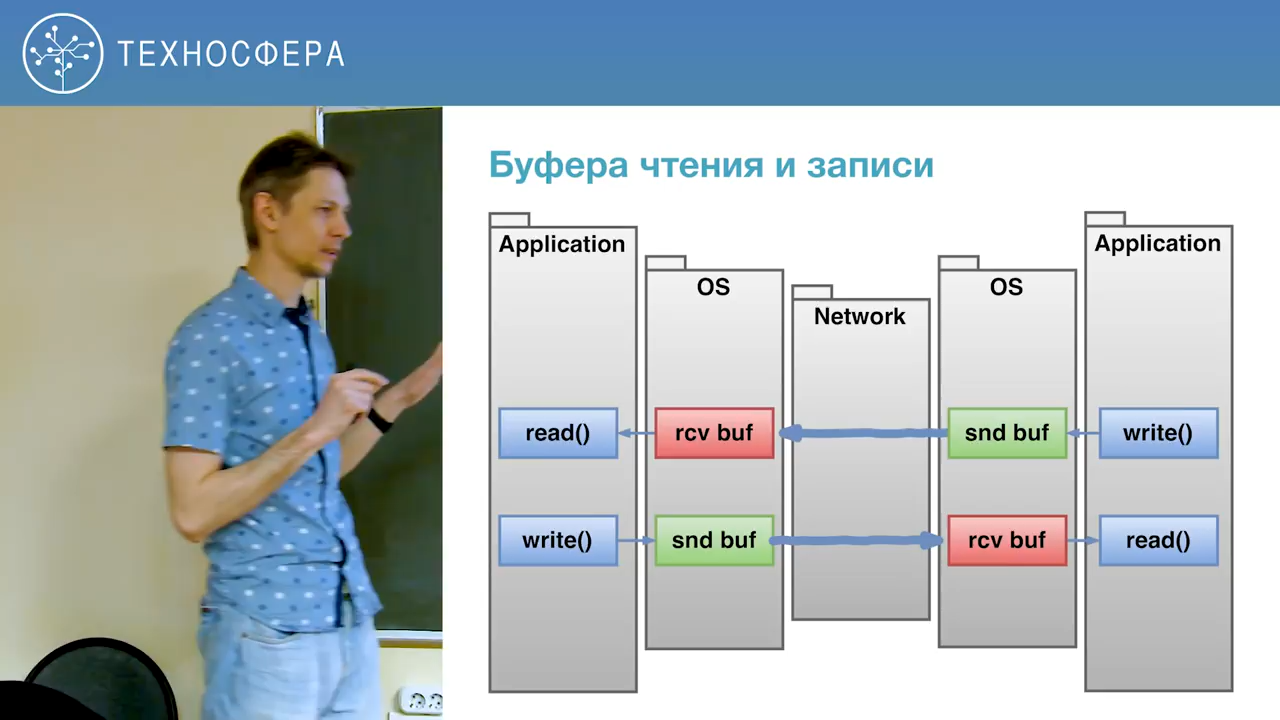 ТЕХНОСФЕРА
Буфера чтения и записи
Application
OS
Network
OS
Application
read()
rcv buf
snd buf
write()
write()
snd buf
rcv buf
read()